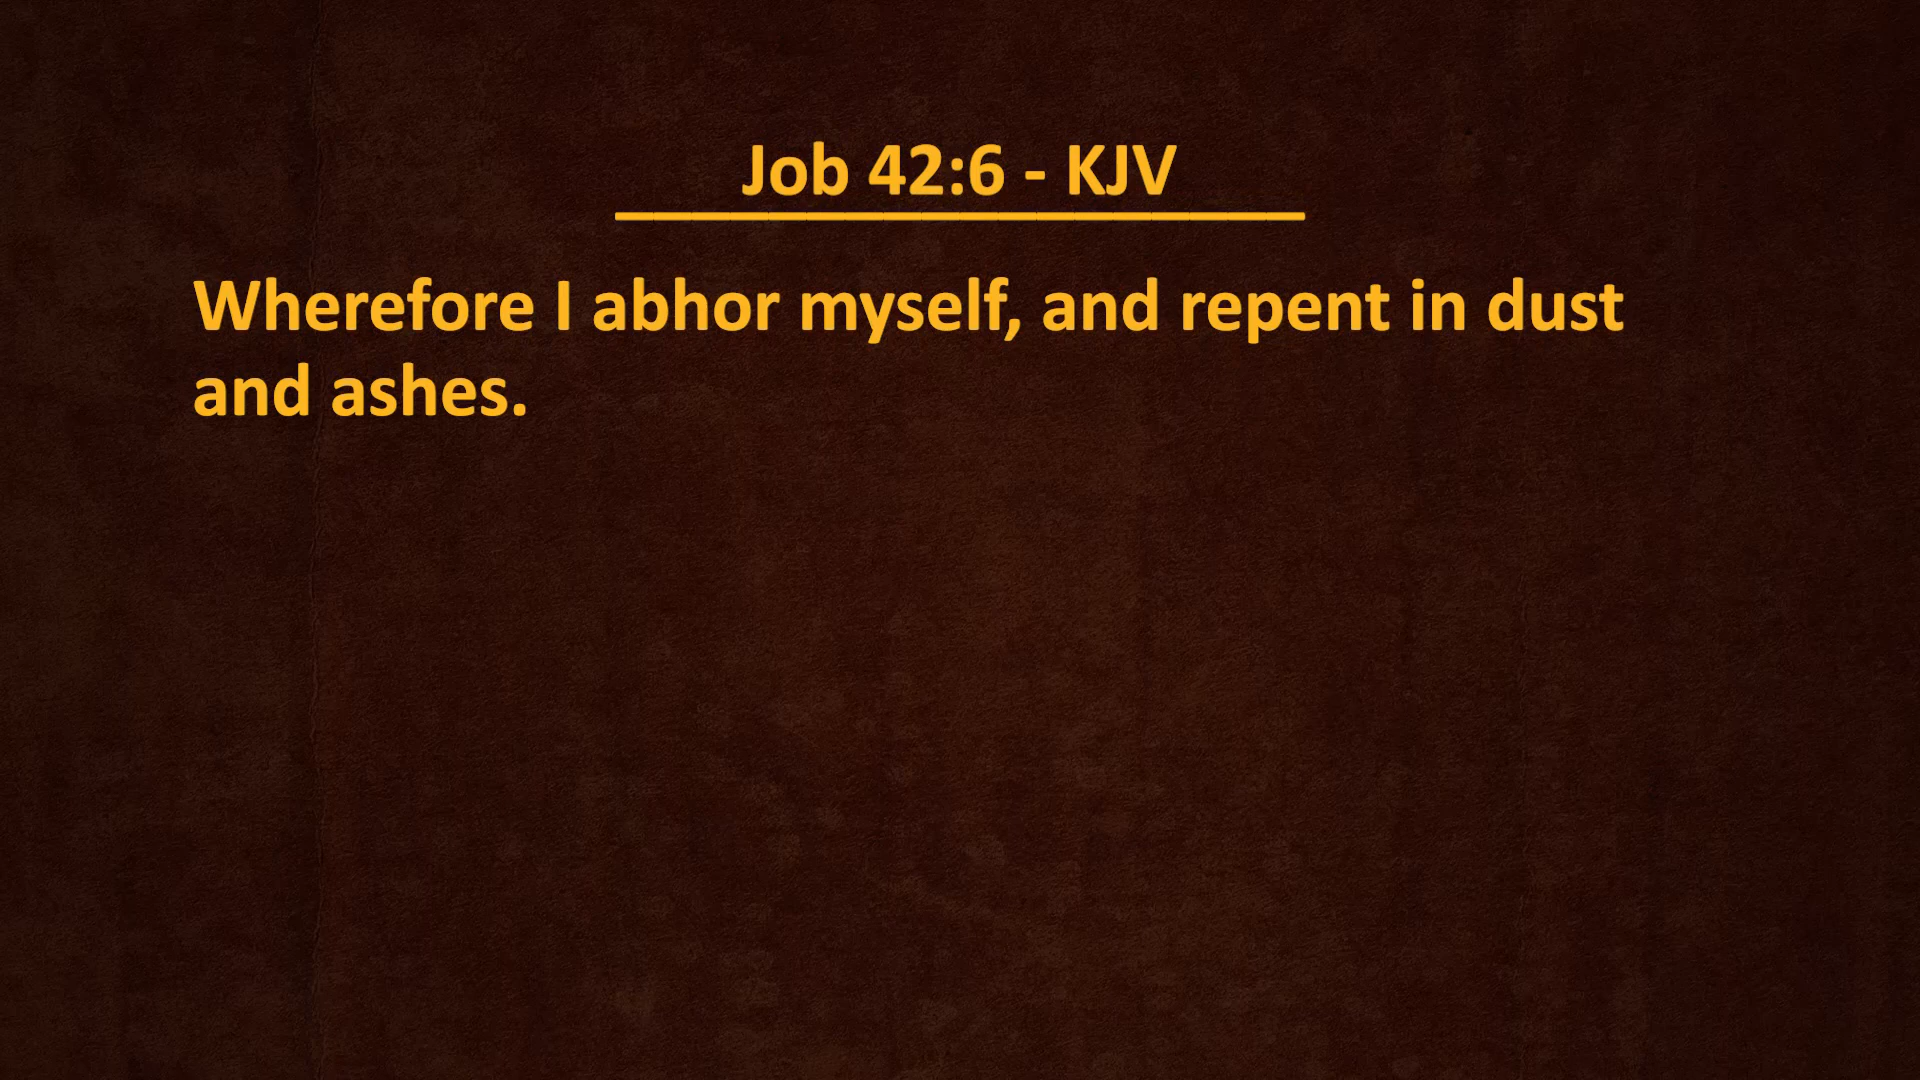 Job 42:6 - KJV
Wherefore I abhor myself, and repent in dust
and ashes.